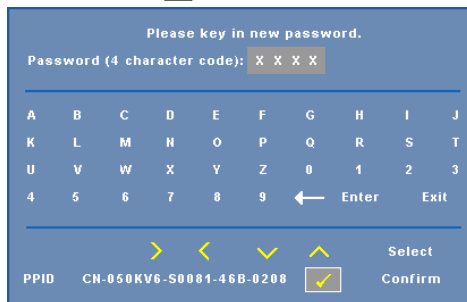 Please key in new password.
Password (4 character code): X X X X
A B C D E F G H I J
K L M N O P Q R S T
U V W X Y Z 0 1 2 3
4 5 6 7 8 9 ← Enter Exit
Select
PPID CN-050KV6-S0081-46B-0208 ✓ Confirm